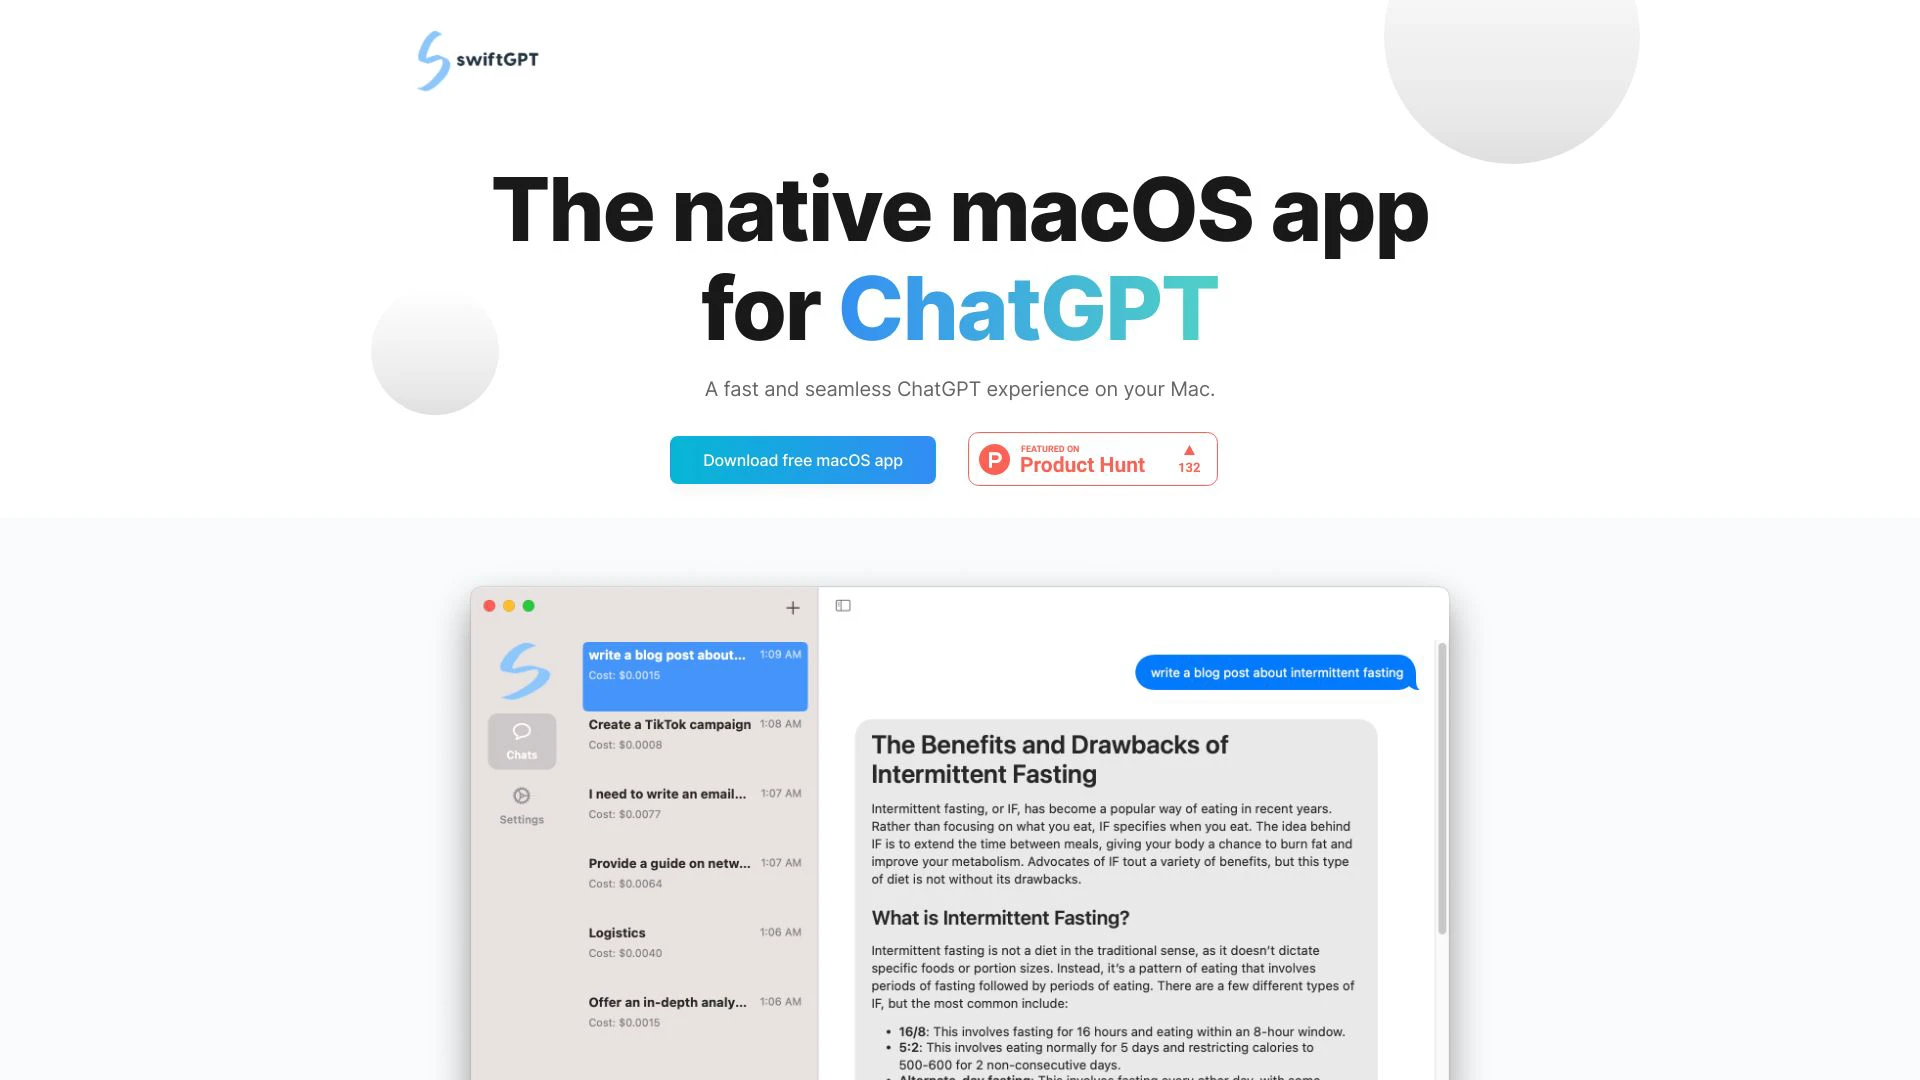 swiftGPT
The native macOS app
for ChatGPT
A fast and seamless ChatGPT experience on your Mac.
Download free macOS app
FEATURED ON
Product Hunt
132
write a blog post about... 1:09 AM
Cost: $0.0015
Chats
Settings
Create a TikTok campaign 1:08 AM
Cost: $0.0008
I need to write an email... 1:07 AM
Cost: $0.0077
Provide a guide on netw... 1:07 AM
Cost: $0.0064
Logistics 1:06 AM
Cost: $0.0040
Offer an in-depth analy... 1:06 AM
Cost: $0.0015
write a blog post about intermittent fasting
The Benefits and Drawbacks of
Intermittent Fasting
Intermittent fasting, or IF, has become a popular way of eating in recent years.
Rather than focusing on what you eat, IF specifies when you eat. The idea behind
IF is to extend the time between meals, giving your body a chance to burn fat and
improve your metabolism. Advocates of IF tout a variety of benefits, but this type
of diet is not without its drawbacks.
What is Intermittent Fasting?
Intermittent fasting is not a diet in the traditional sense, as it doesn't dictate
specific foods or portion sizes. Instead, it's a pattern of eating that involves
periods of fasting followed by periods of eating. There are a few different types of
IF, but the most common include:
• 16/8: This involves fasting for 16 hours and eating within an 8-hour window.
• 5:2: This involves eating normally for 5 days and restricting calories to
500-600 for 2 non-consecutive days.
• Alternate-day fasting: This involves fasting every other day, with some